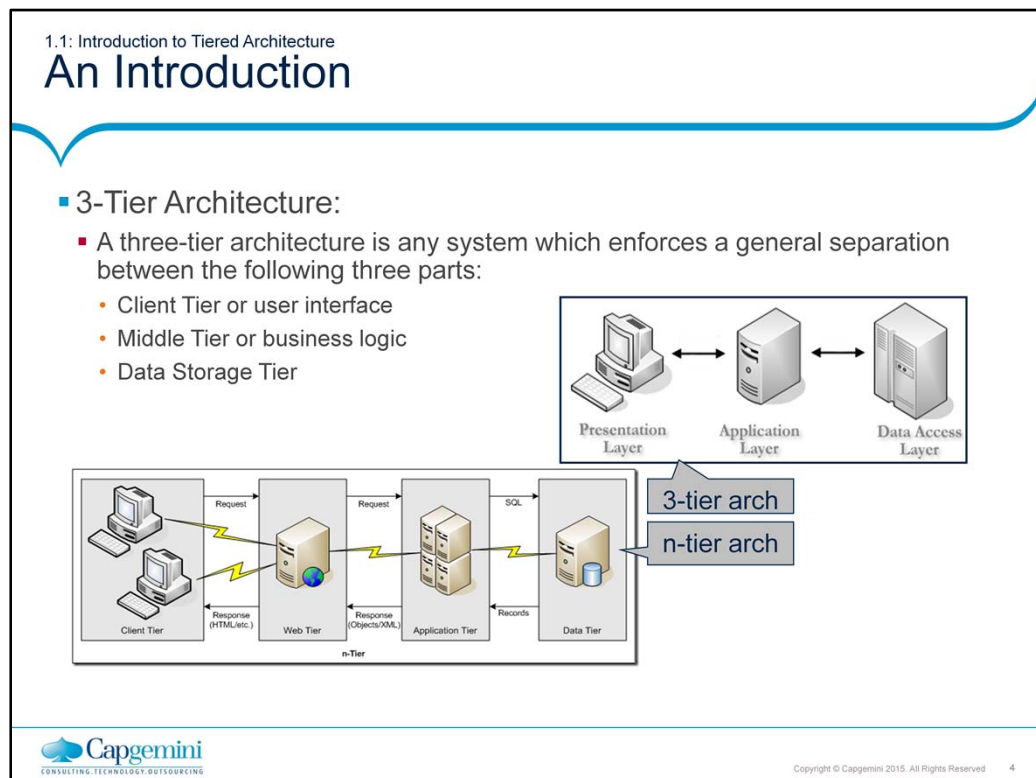 1.1: Introduction to Tiered Architecture
An Introduction
3-Tier Architecture:
A three-tier architecture is any system which enforces a general separation
between the following three parts:
Client Tier or user interface
Middle Tier or business logic
Data Storage Tier
Presentation
Layer
Application
Layer
Data Access
Layer
3-tier arch
n-tier arch
Request
Request
SQL
Response
(HTML/etc.)
Response
(Objects/XML)
Records
Client Tier
Web Tier
Application Tier
Data Tier
n-Tier
Capgemini
CONSULTING.TECHNOLOGY.OUTSOURCING
Copyright © Capgemini 2015. All Rights Reserved 4